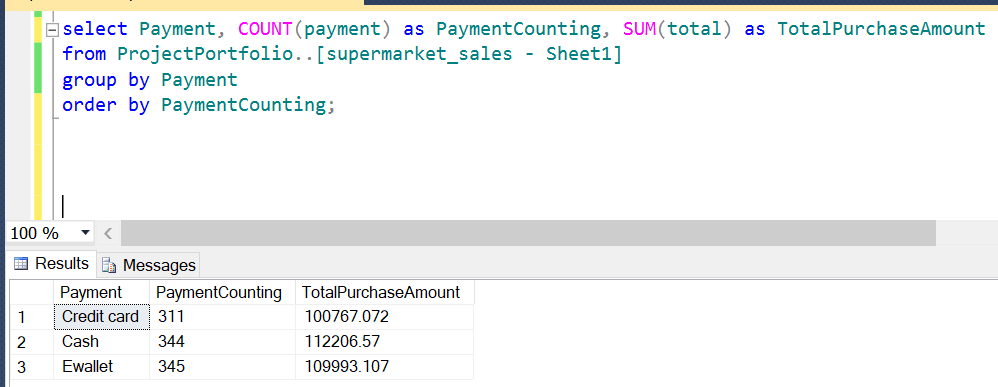 select Payment, COUNT(payment) as PaymentCounting, SUM(total) as TotalPurchaseAmount
from ProjectPortfolio..[supermarket_sales - Sheet1]
group by Payment
order by PaymentCounting;
100 %
Results Messages
Payment PaymentCounting TotalPurchaseAmount
1 Credit card 311 100767.072
2 Cash 344 112206.57
3 Ewallet 345 109993.107